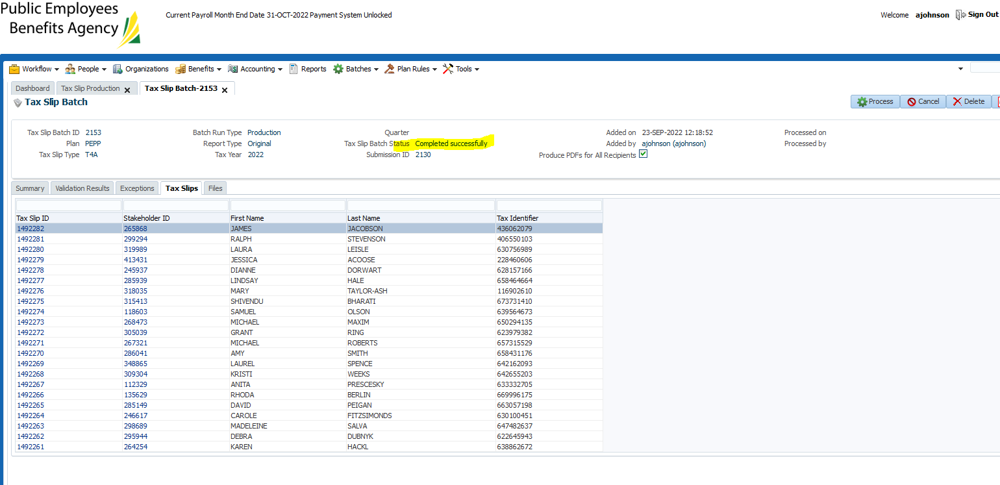 Public Employees
Benefits Agency
Current Payroll Month End Date 31-OCT-2022 Payment System Unlocked
Welcome ajohnson Sign Out
Workflow People Organizations Benefits Accounting Reports Batches Plan Rules Tools
Dashboard Tax Slip Production Tax Slip Batch-2153
Tax Slip Batch Process Cancel Delete
Tax Slip Batch ID 2153 Batch Run Type Production Quarter Added on 23-SEP-2022 12:18:52 Processed on
Plan PEPP Report Type Original Tax Slip Batch Status Completed successfully Added by ajohnson (ajohnson) Processed by
Tax Slip Type T4A Tax Year 2022 Submission ID 2130 Produce PDFs for All Recipients
Summary Validation Results Exceptions Tax Slips Files
Tax Slip ID Stakeholder ID First Name Last Name Tax Identifier
1492282 265868 JAMES JACOBSON 436062079
1492281 299294 RALPH STEVENSON 406550103
1492280 319989 LAURA LEISLE 630756989
1492279 413431 JESSICA ACOOSE 228460606
1492278 245937 DIANNE DORWART 628157166
1492277 285939 LINDSAY HALE 658464664
1492276 318035 MARY TAYLOR-ASH 116902610
1492275 315413 SHIVENDU BHARATI 673731410
1492274 118603 SAMUEL OLSON 639564673
1492273 268473 MICHAEL MAXIM 650294135
1492272 305039 GRANT RING 623979382
1492271 267321 MICHAEL ROBERTS 657315529
1492270 286041 AMY SMITH 658431176
1492269 348865 LAUREL SPENCE 642162093
1492268 309304 KRISTI WEEKS 642655203
1492267 112329 ANITA PRESCESKY 633332705
1492266 135629 RHODA BERLIN 669996175
1492265 285149 DAVID PEIGAN 663057198
1492264 246617 CAROLE FITZSIMONDS 630100451
1492263 298689 MADELEINE SALVA 647482637
1492262 295944 DEBRA DUBNYK 622645943
1492261 264254 KAREN HACKL 638862672